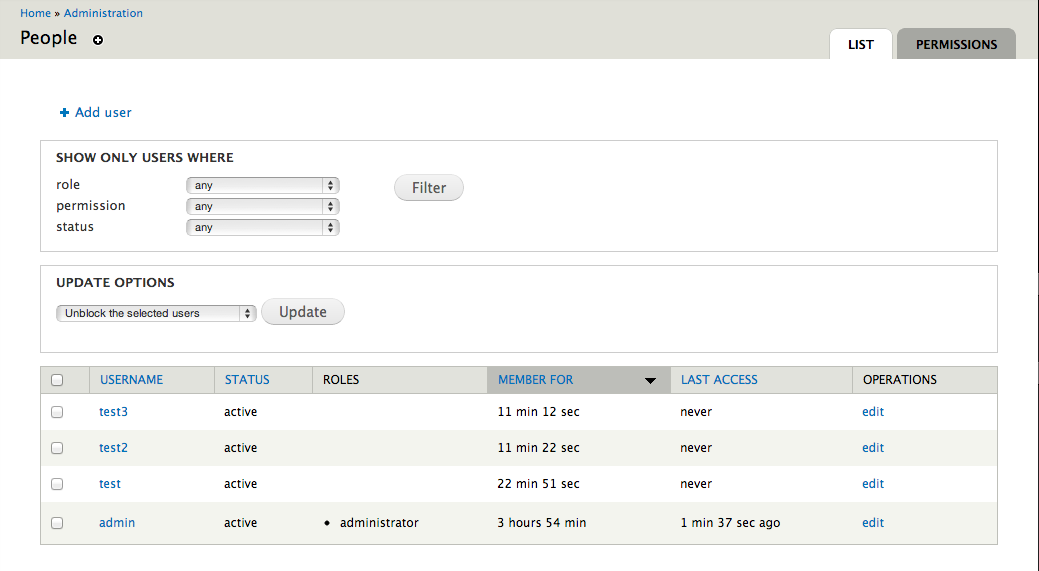 Home » Administration
People
LIST PERMISSIONS
Add user
SHOW ONLY USERS WHERE
role any Filter
permission any
status any
UPDATE OPTIONS
Unblock the selected users Update
USERNAME STATUS ROLES MEMBER FOR LAST ACCESS OPERATIONS
test3 active 11 min 12 sec never edit
test2 active 11 min 22 sec never edit
test active 22 min 51 sec never edit
admin active • administrator 3 hours 54 min 1 min 37 sec ago edit